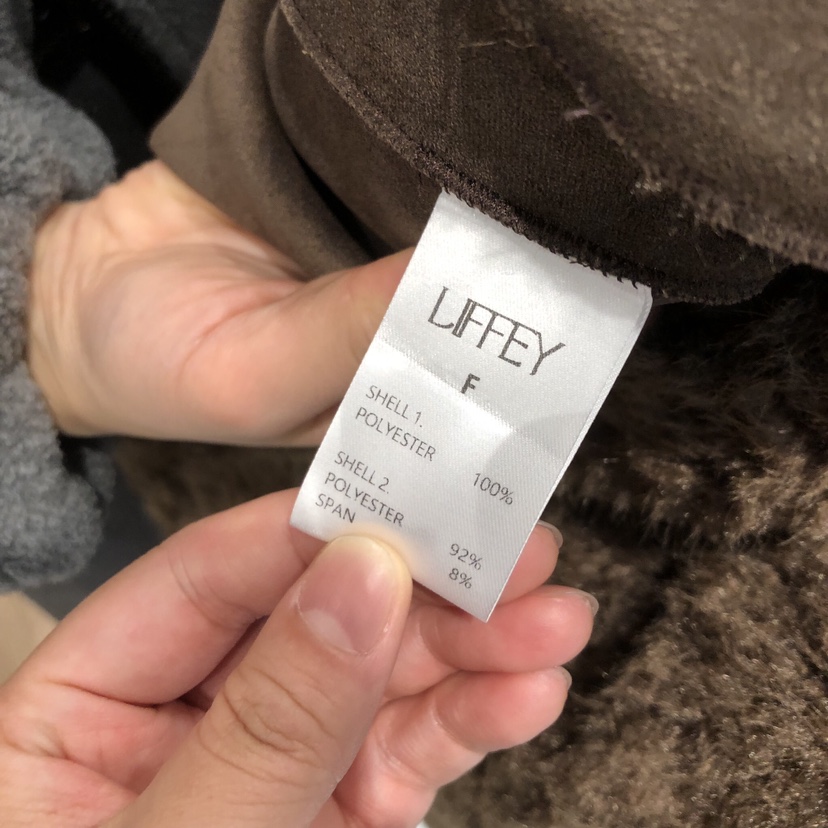 LIFFEY
F
SHELL 1.
POLYESTER 100%
SHELL 2.
POLYESTER 92%
SPAN 8%